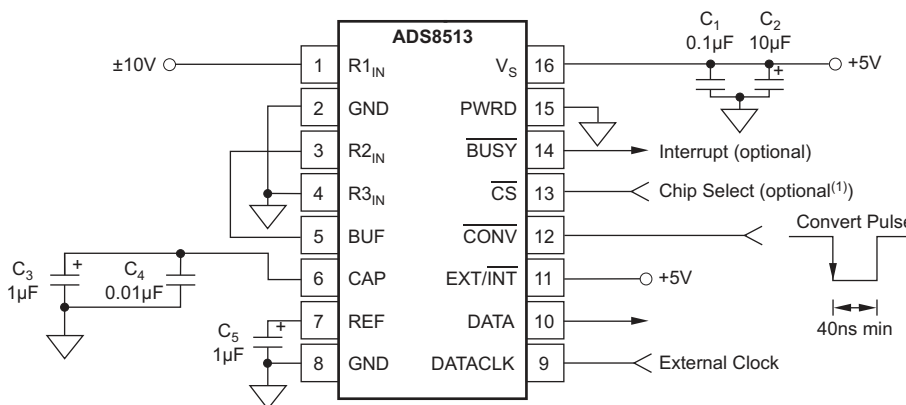 ADS8513
C1
0.1µF
C2
10µF
+
+5V
±10V
1 R1IN
2 GND
3 R2IN
4 R3IN
5 BUF
6 CAP
7 REF
8 GND
VS 16
PWRD 15
BUSY 14
CS 13
CONV 12
EXT/INT 11
DATA 10
DATACLK 9
Interrupt (optional)
Chip Select (optional(1))
Convert Pulse
40ns min
+5V
External Clock
C3
1µF
+
C4
0.01µF
C5
1µF
+